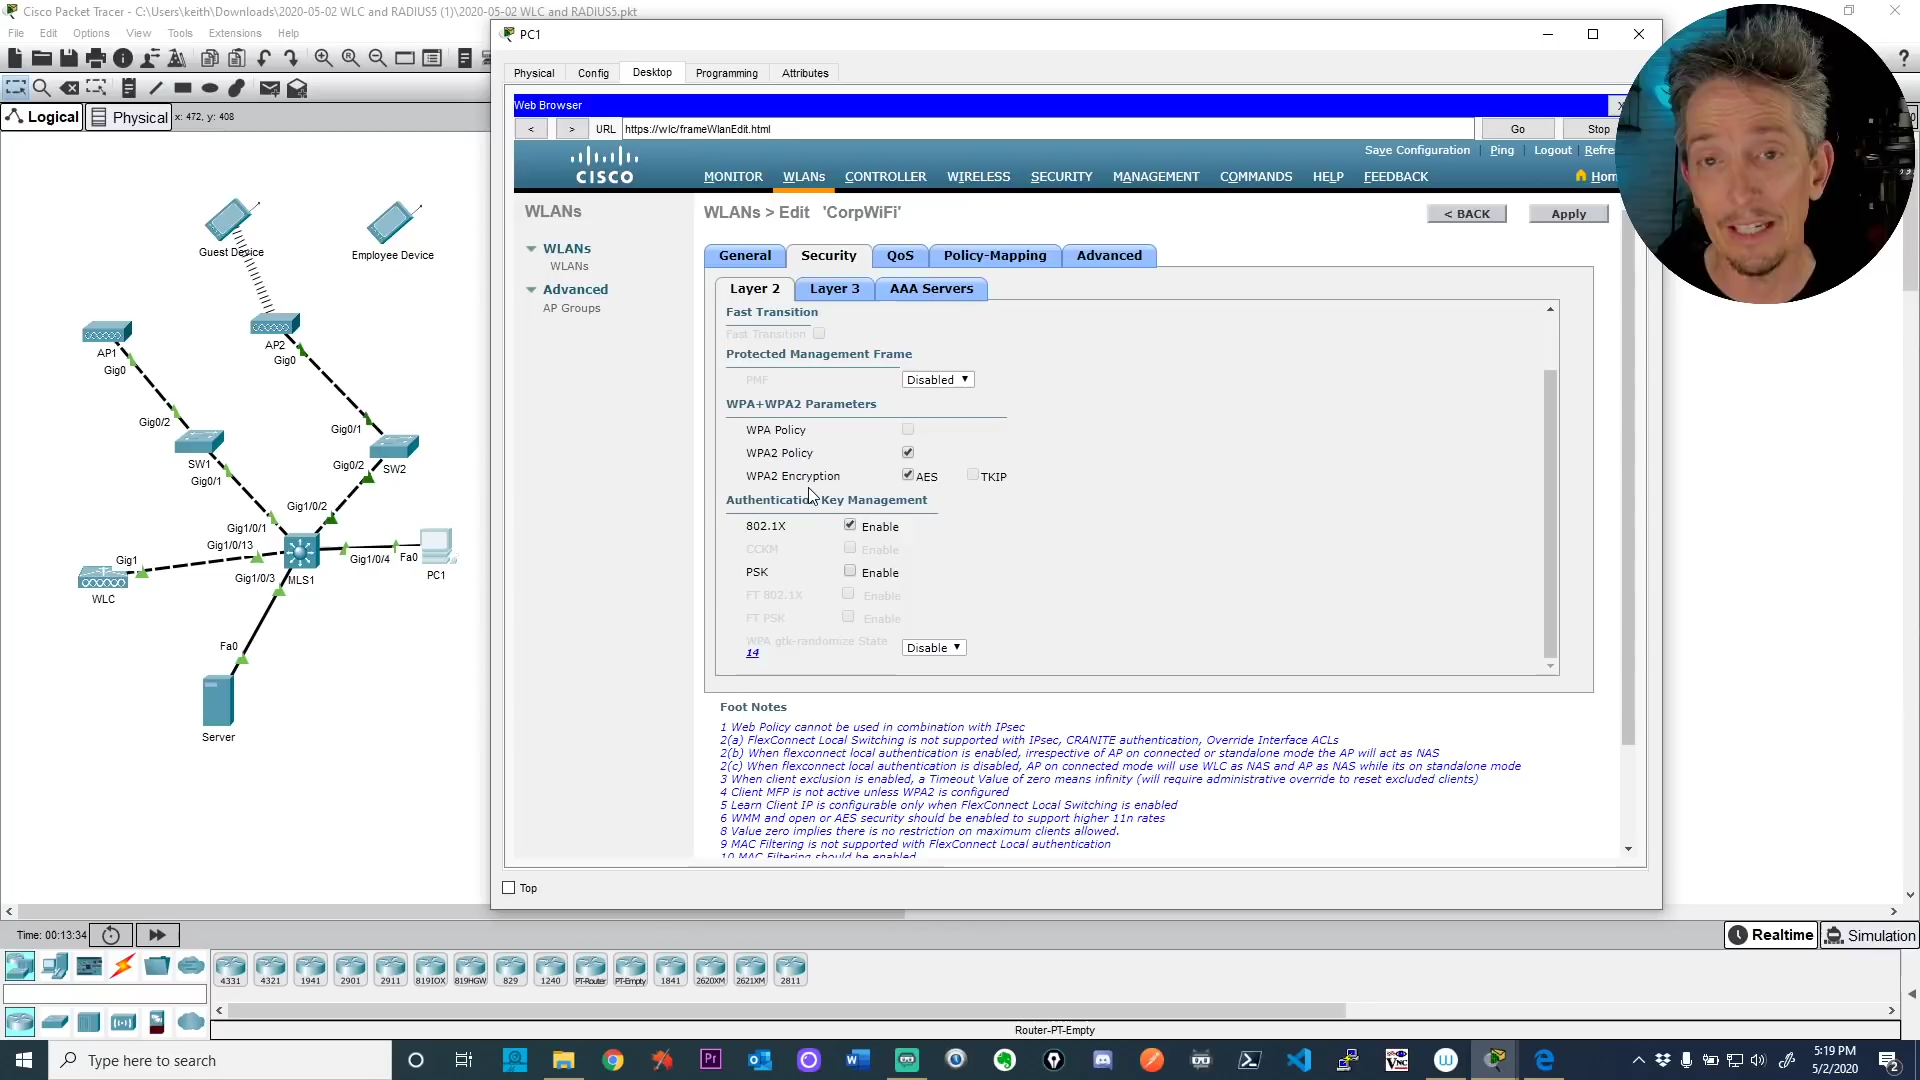 Cisco Packet Tracer - C:\Users\keith\Downloads\2020-05-02 WLC and RADIUS5 (1)\2020-05-02 WLC and RADIUS5.pkt
File Edit Options View Tools Extensions Help
Logical Physical x: 472, y: 408
PC1
Physical Config Desktop Programming Attributes
Web Browser X
< > URL https://wlc/frameWlanEdit.html Go Stop
Save Configuration Ping Logout Refre
CISCO MONITOR WLANs CONTROLLER WIRELESS SECURITY MANAGEMENT COMMANDS HELP FEEDBACK Hom
WLANs
WLANs
WLANs
Advanced
AP Groups
WLANs > Edit 'CorpWiFi' < BACK Apply
General Security QoS Policy-Mapping Advanced
Layer 2 Layer 3 AAA Servers
Fast Transition
Fast Transition
Protected Management Frame
PMF Disabled
WPA+WPA2 Parameters
WPA Policy
WPA2 Policy
WPA2 Encryption AES TKIP
Authentication Key Management
802.1X Enable
CCKM Enable
PSK Enable
FT 802.1X Enable
FT PSK Enable
WPA gtk-randomize State Disable
14
Foot Notes
1 Web Policy cannot be used in combination with IPsec
2(a) FlexConnect Local Switching is not supported with IPsec, CRANITE authentication, Override Interface ACLs
2(b) When flexconnect local authentication is enabled, irrespective of AP on connected or standalone mode the AP will act as NAS
2(c) When flexconnect local authentication is disabled, AP on connected mode will use WLC as NAS and AP as NAS while its on standalone mode
3 When client exclusion is enabled, a Timeout Value of zero means infinity (will require administrative override to reset excluded clients)
4 Client MFP is not active unless WPA2 is configured
5 Learn Client IP is configurable only when FlexConnect Local Switching is enabled
6 WMM and open or AES security should be enabled to support higher 11n rates
8 Value zero implies there is no restriction on maximum clients allowed.
9 MAC Filtering is not supported with FlexConnect Local authentication
10 MAC Filtering should be enabled
Top
Guest Device
Employee Device
AP1
Gig0
AP2
Gig0
Gig0/2
SW1
Gig0/1
Gig0/1
SW2
Gig0/2
Gig1/0/2
Gig1/0/1
Gig1/0/13
Gig1
WLC
Gig1/0/3
MLS1
Gig1/0/4
Fa0
PC1
Fa0
Server
Time: 00:13:34 Realtime Simulation
4331 4321 1941 2901 2911 819IOX 819HGW 829 1240 PT-Router PT-Empty 1841 2620XM 2621XM 2811
Router-PT-Empty
Type here to search
5:19 PM
5/2/2020
2